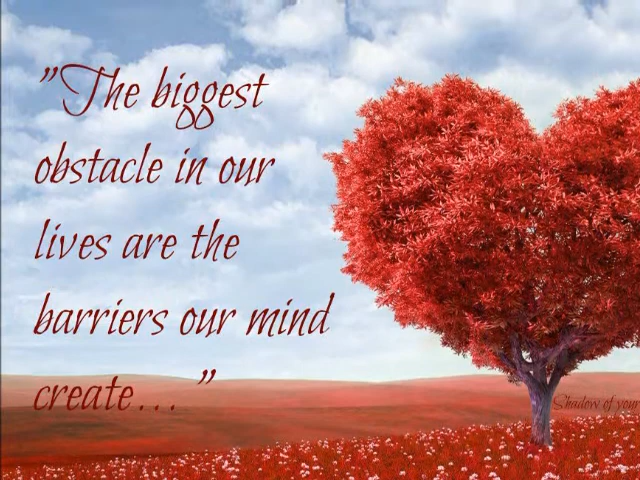 "The biggest
obstacle in our
lives are the
barriers our mind
create... "
Shadow of your